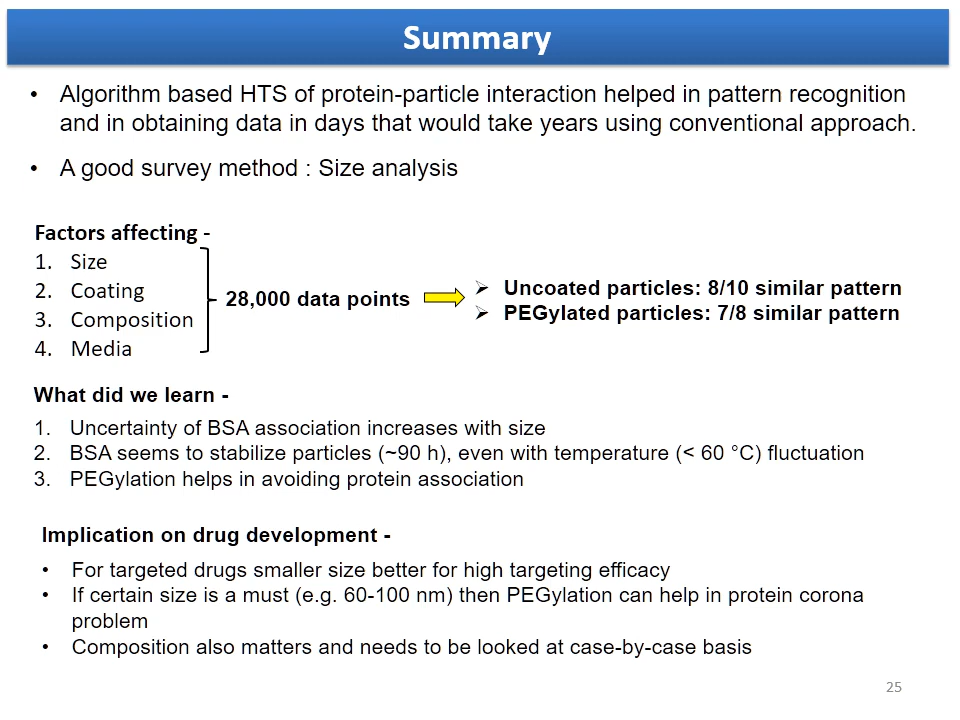 Summary
• Algorithm based HTS of protein-particle interaction helped in pattern recognition
and in obtaining data in days that would take years using conventional approach.
• A good survey method : Size analysis
Factors affecting -
1. Size
2. Coating
3. Composition
4. Media
28,000 data points
➢ Uncoated particles: 8/10 similar pattern
➢ PEGylated particles: 7/8 similar pattern
What did we learn -
1. Uncertainty of BSA association increases with size
2. BSA seems to stabilize particles (~90 h), even with temperature (< 60 °C) fluctuation
3. PEGylation helps in avoiding protein association
Implication on drug development -
• For targeted drugs smaller size better for high targeting efficacy
• If certain size is a must (e.g. 60-100 nm) then PEGylation can help in protein corona
problem
• Composition also matters and needs to be looked at case-by-case basis
25